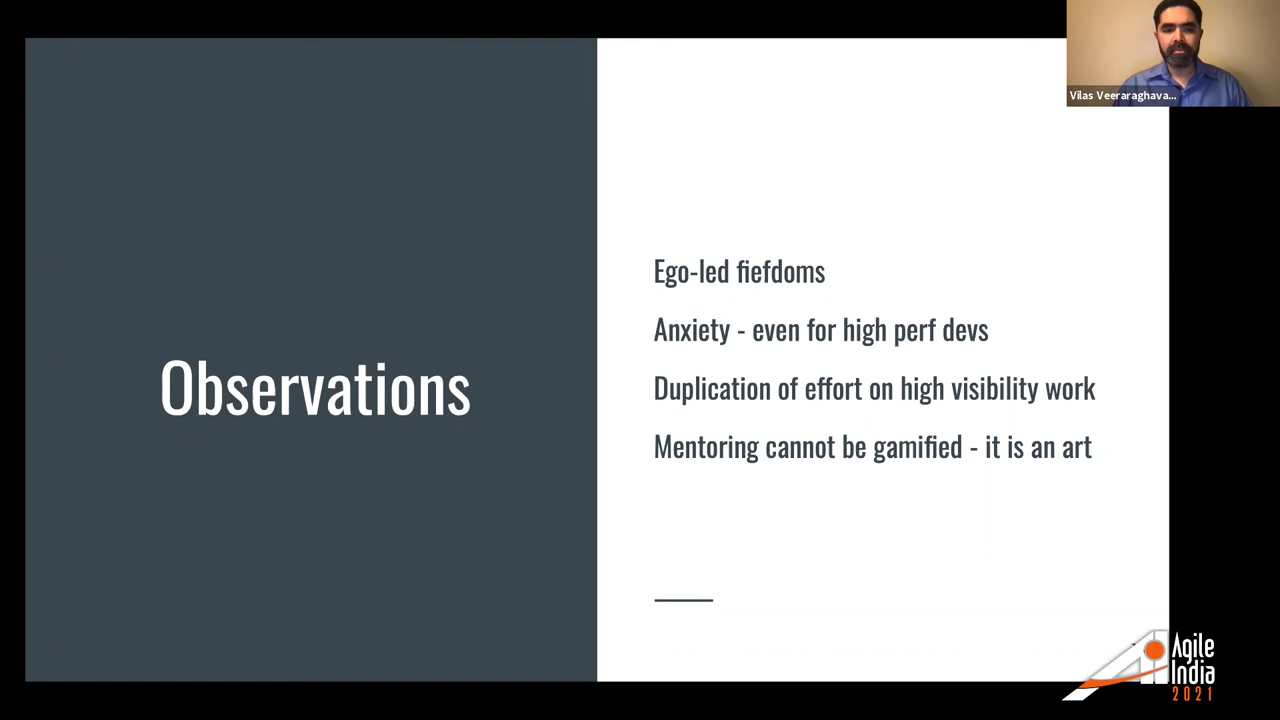 Vilas Veeraraghava...
Observations
Ego-led fiefdoms
Anxiety - even for high perf devs
Duplication of effort on high visibility work
Mentoring cannot be gamified - it is an art
Agile
India
2021